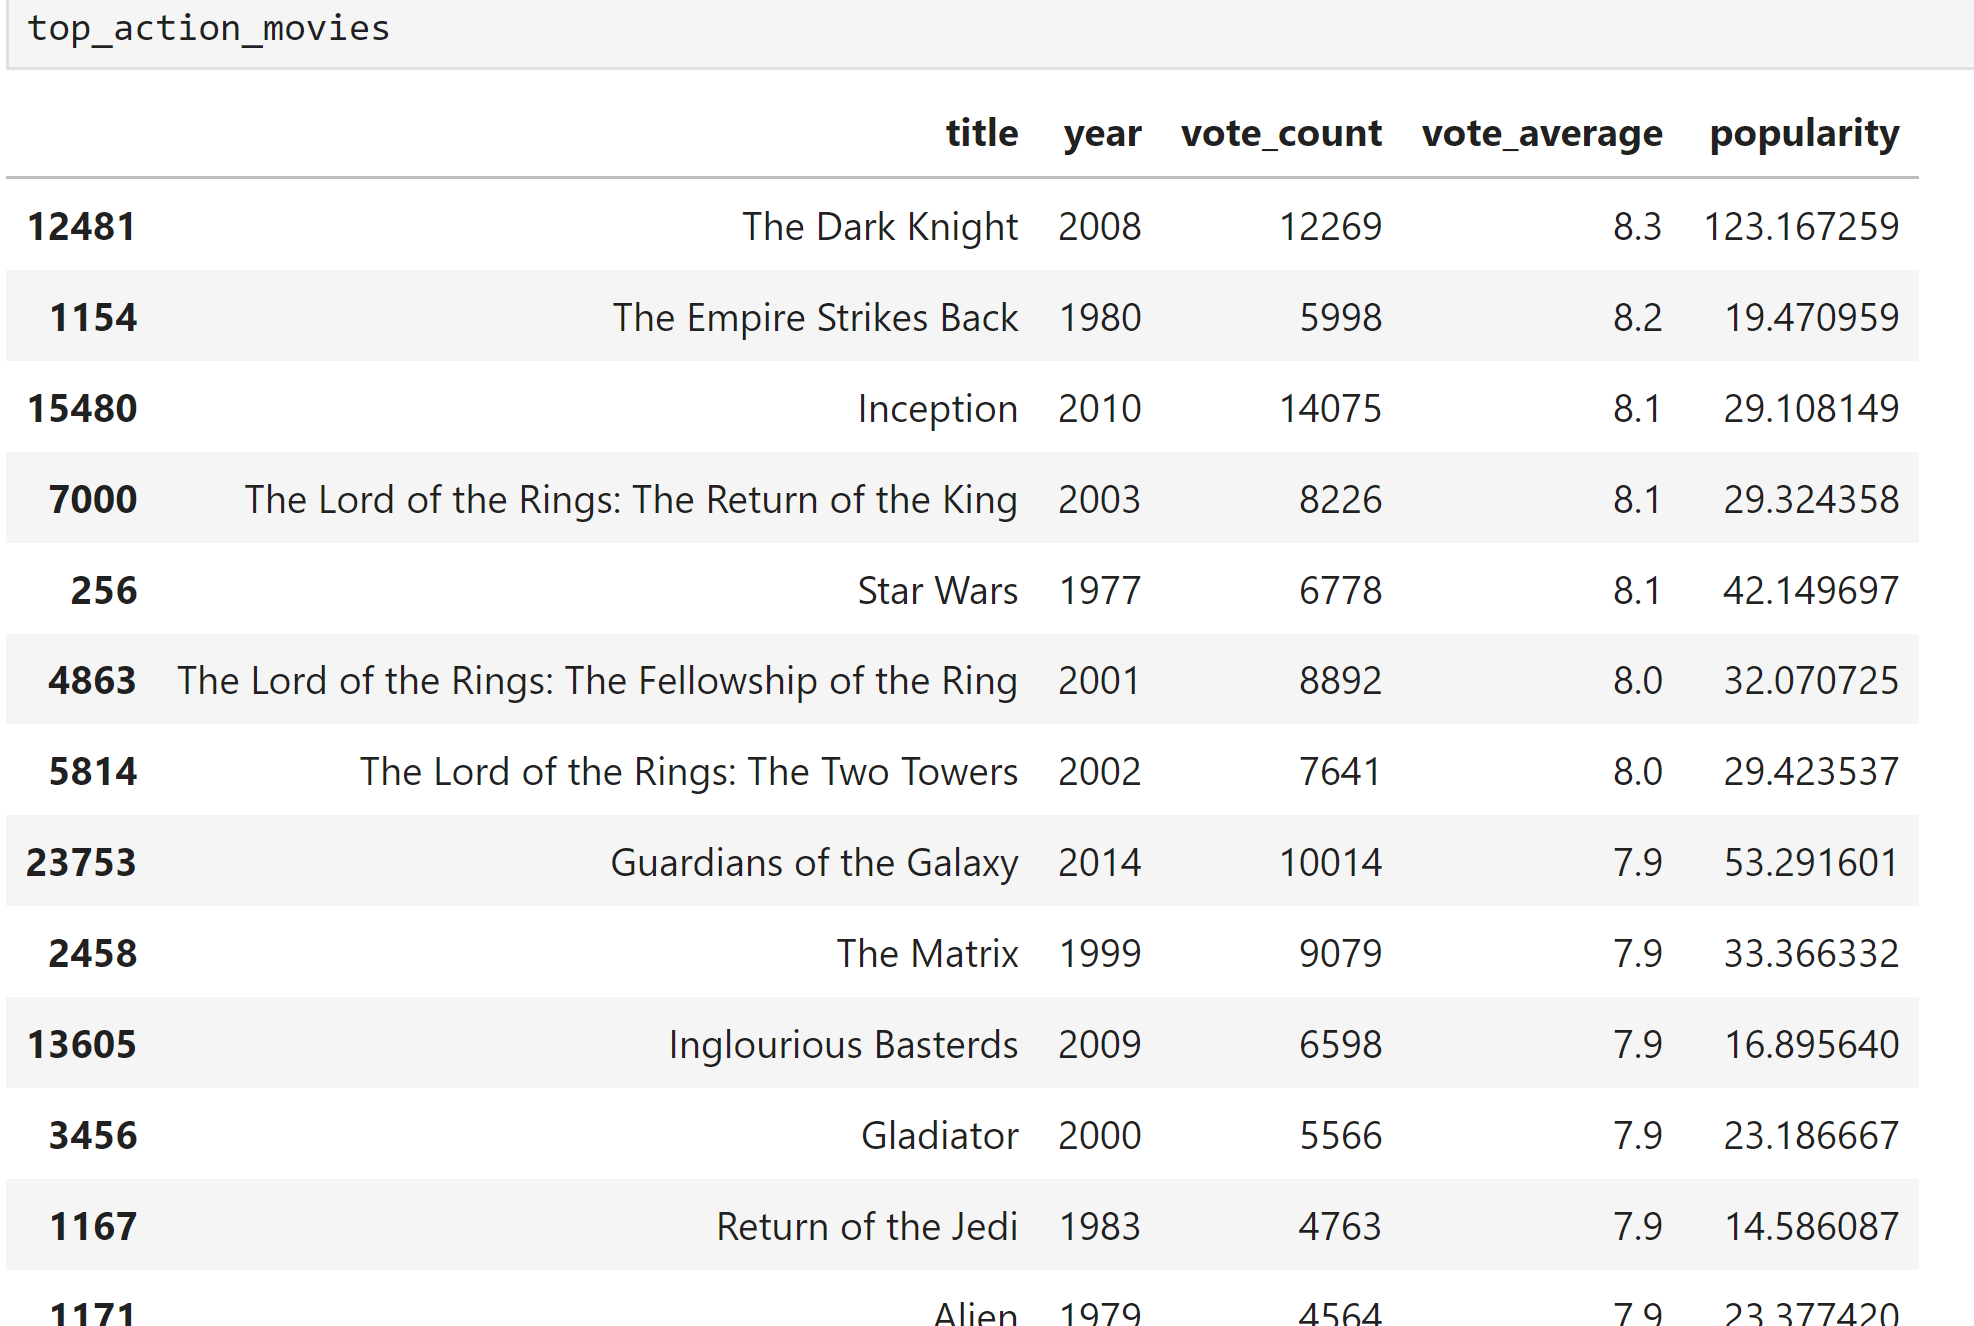 top_action_movies
title year vote_count vote_average popularity
12481 The Dark Knight 2008 12269 8.3 123.167259
1154 The Empire Strikes Back 1980 5998 8.2 19.470959
15480 Inception 2010 14075 8.1 29.108149
7000 The Lord of the Rings: The Return of the King 2003 8226 8.1 29.324358
256 Star Wars 1977 6778 8.1 42.149697
4863 The Lord of the Rings: The Fellowship of the Ring 2001 8892 8.0 32.070725
5814 The Lord of the Rings: The Two Towers 2002 7641 8.0 29.423537
23753 Guardians of the Galaxy 2014 10014 7.9 53.291601
2458 The Matrix 1999 9079 7.9 33.366332
13605 Inglourious Basterds 2009 6598 7.9 16.895640
3456 Gladiator 2000 5566 7.9 23.186667
1167 Return of the Jedi 1983 4763 7.9 14.586087
1171 Alien 1979 4564 7.9 23.377420